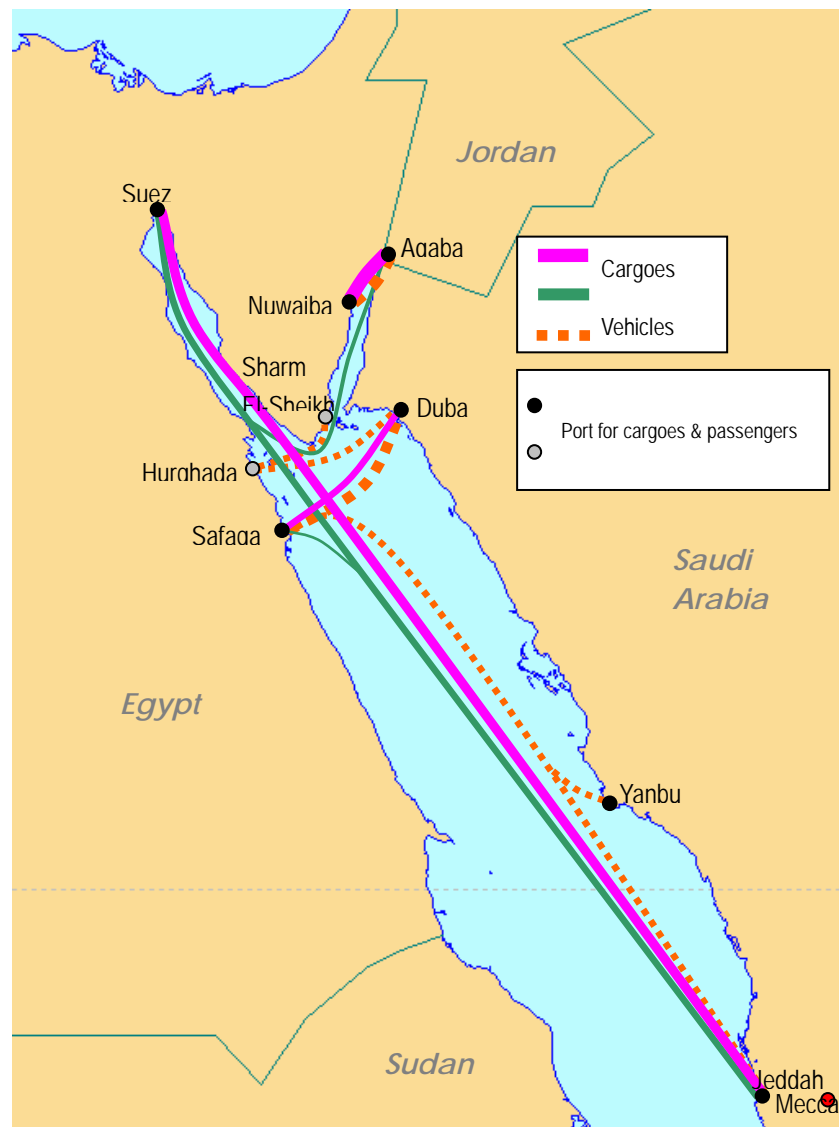 Jordan
Suez
Aqaba
Cargoes
Nuwaiba
Vehicles
Sharm
El-Sheikh
Duba
Port for cargoes & passengers
Hurghada
Safaga
Saudi
Arabia
Egypt
Yanbu
Sudan
Jeddah
Mecca